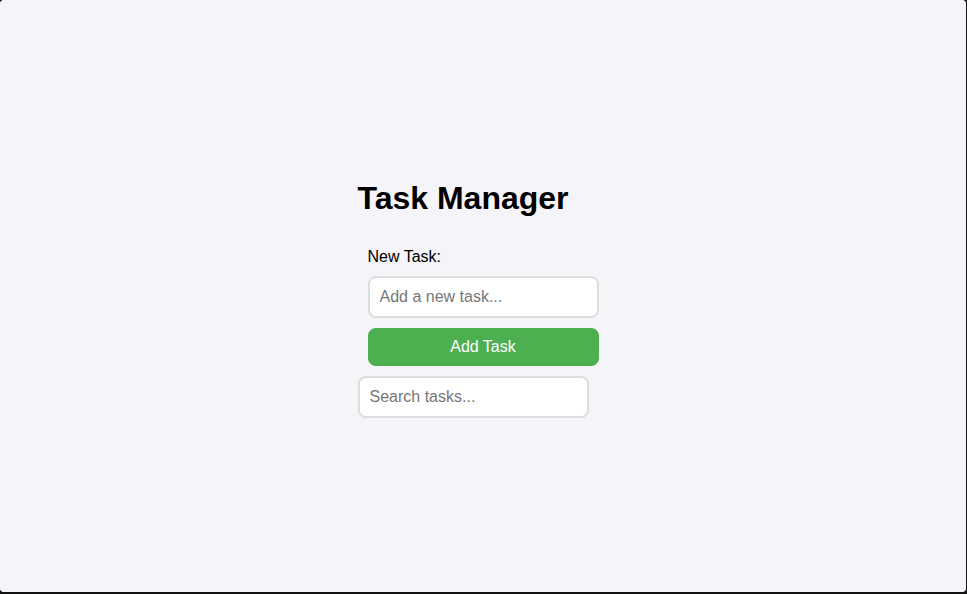 Task Manager
New Task:
Add a new task...
Add Task
Search tasks...